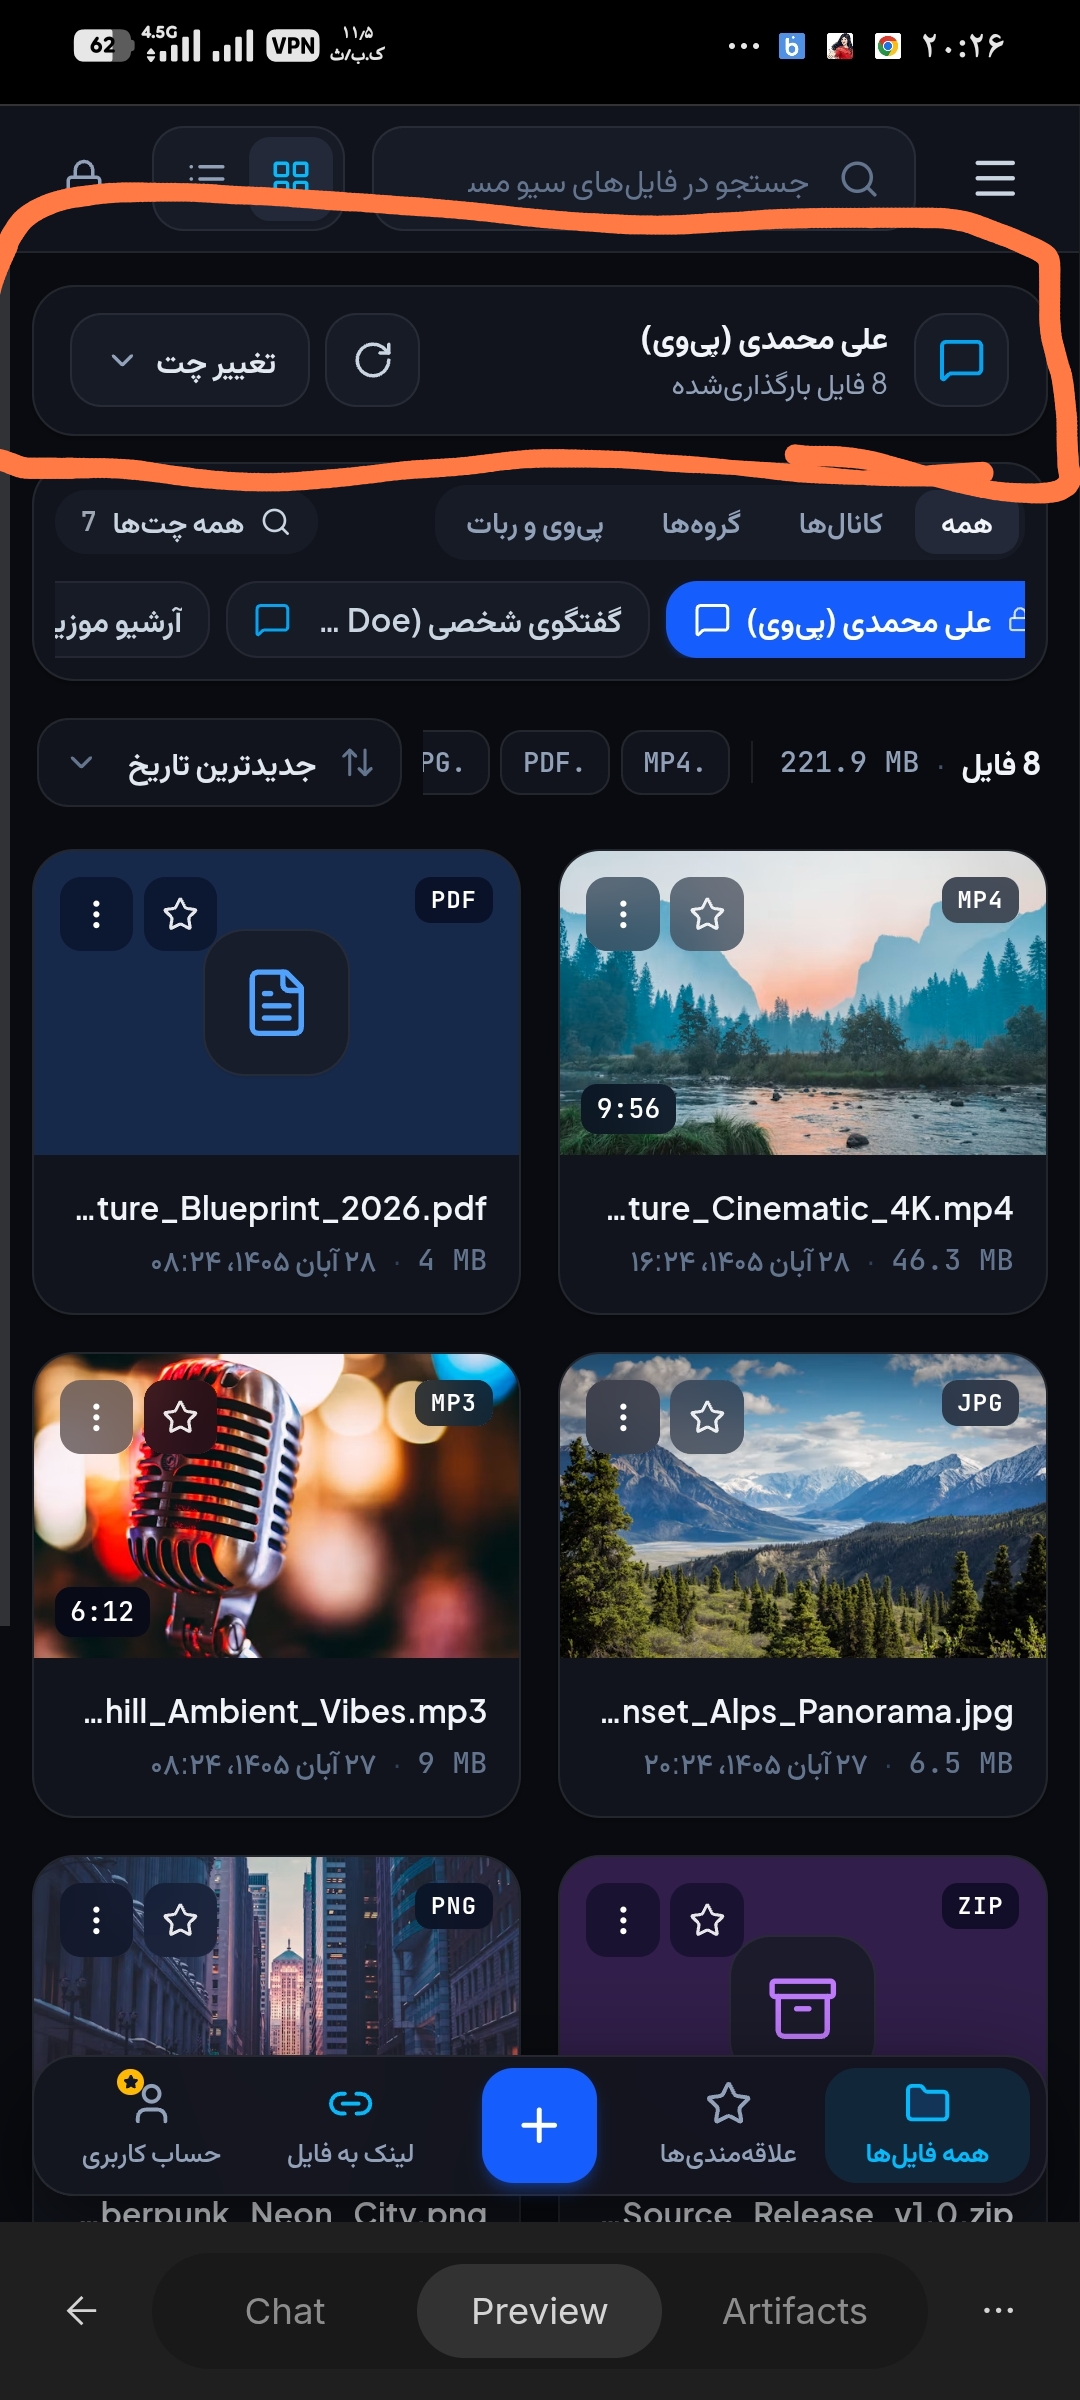 62 4.5G VPN ۱۱/۵ ک.ب/ث ۲۰:۲۶
جستجو در فایل‌های سیو مس
علی محمدی (پی‌وی)
8 فایل بارگذاری‌شده
تغییر چت
همه کانال‌ها گروه‌ها پی‌وی و ربات همه چت‌ها 7
علی محمدی (پی‌وی) گفتگوی شخصی (Doe ... آرشیو موزی
8 فایل · 221.9 MB .MP4 .PDF .PG جدیدترین تاریخ
MP4
9:56
...ture_Cinematic_4K.mp4
46.3 MB · ۲۸ آبان ۱۴۰۵، ۱۶:۲۴
PDF
...ture_Blueprint_2026.pdf
4 MB · ۲۸ آبان ۱۴۰۵، ۰۸:۲۴
JPG
...nset_Alps_Panorama.jpg
6.5 MB · ۲۷ آبان ۱۴۰۵، ۲۰:۲۴
MP3
6:12
...hill_Ambient_Vibes.mp3
9 MB · ۲۷ آبان ۱۴۰۵، ۰۸:۲۴
ZIP
...Source_Release_v1.0.zip
PNG
...berpunk_Neon_City.png
همه فایل‌ها علاقه‌مندی‌ها لینک به فایل حساب کاربری
Chat Preview Artifacts